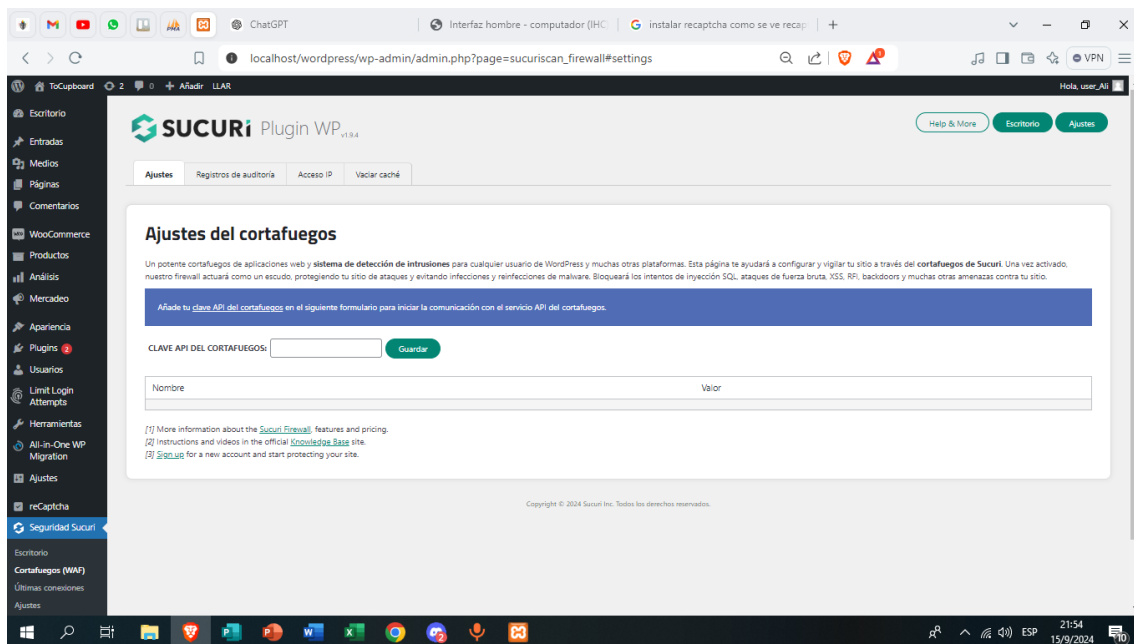 ChatGPT
Interfaz hombre - computador (IHC
instalar recaptcha como se ve recap
localhost/wordpress/wp-admin/admin.php?page=sucuriscan_firewall#settings
VPN
ToCupboard
2
0
Añadir
LLAR
Hola, user_Ali
Escritorio
Entradas
Medios
Páginas
Comentarios
WooCommerce
Productos
Análisis
Mercadeo
Apariencia
Plugins 2
Usuarios
Limit Login
Attempts
Herramientas
All-in-One WP
Migration
Ajustes
reCaptcha
Seguridad Sucuri
Escritorio
Cortafuegos (WAF)
Últimas conexiones
Ajustes
SUCURi Plugin WP v1.9.4
Help & More
Escritorio
Ajustes
Ajustes
Registros de auditoría
Acceso IP
Vaciar caché
Ajustes del cortafuegos
Un potente cortafuegos de aplicaciones web y sistema de detección de intrusiones para cualquier usuario de WordPress y muchas otras plataformas. Esta página te ayudará a configurar y vigilar tu sitio a través del cortafuegos de Sucuri. Una vez activado,
nuestro firewall actuará como un escudo, protegiendo tu sitio de ataques y evitando infecciones y reinfecciones de malware. Bloqueará los intentos de inyección SQL, ataques de fuerza bruta, XSS, RFI, backdoors y muchas otras amenazas contra tu sitio.
Añade tu clave API del cortafuegos en el siguiente formulario para iniciar la comunicación con el servicio API del cortafuegos.
CLAVE API DEL CORTAFUEGOS:
Guardar
Nombre
Valor
[1] More information about the Sucuri Firewall, features and pricing.
[2] Instructions and videos in the official Knowledge Base site.
[3] Sign up for a new account and start protecting your site.
Copyright © 2024 Sucuri Inc. Todos los derechos reservados.
ESP
21:54
15/9/2024